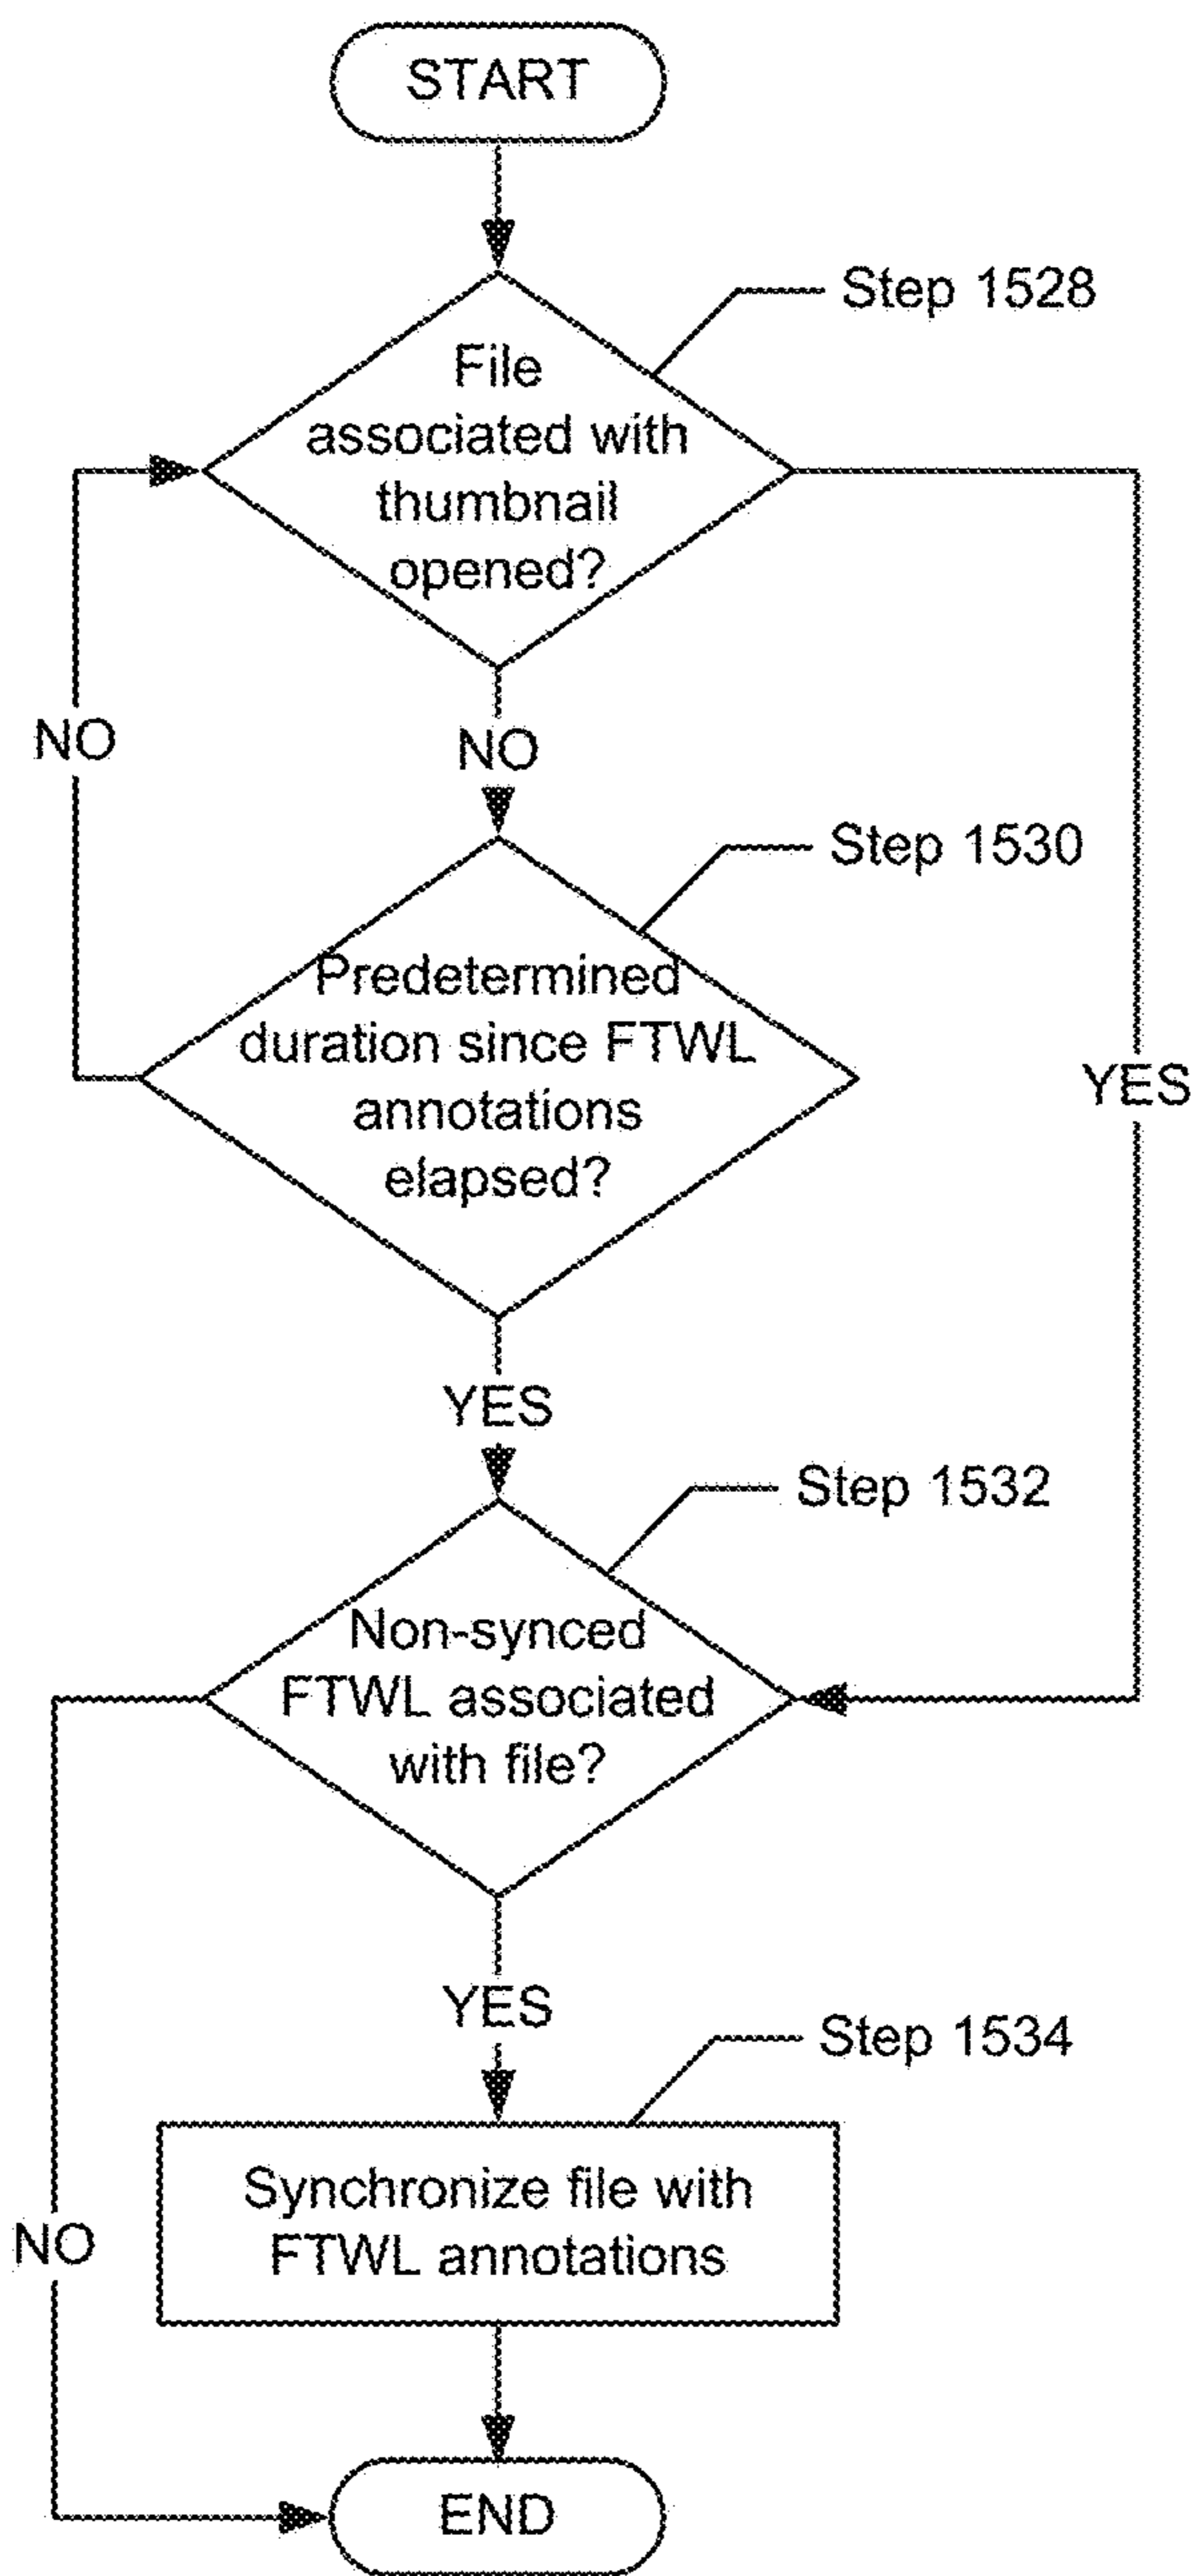 START
Step 1528
File
associated with
thumbnail
opened?
NO
NO
Step 1530
Predetermined
duration since FTWL
annotations
elapsed?
YES
YES
Step 1532
Non-synced
FTWL associated
with file?
YES
Step 1534
Synchronize file with
FTWL annotations
NO
END